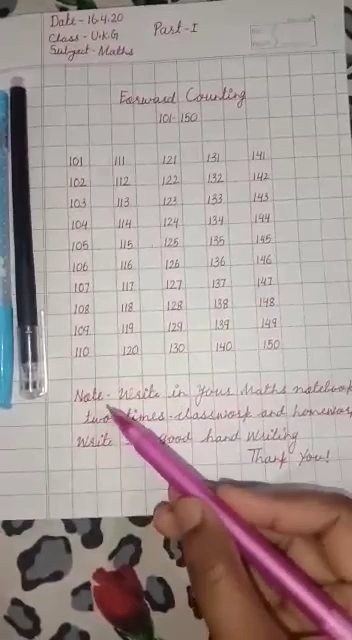 Date- 16.4.20
Class- U.K.G
Subject- Maths
Part-I
Forward Counting
101-150
101 111 121 131 141
102 112 122 132 142
103 113 123 133 143
104 114 124 134 144
105 115 125 135 145
106 116 126 136 146
107 117 127 137 147
108 118 128 138 148
109 119 129 139 149
110 120 130 140 150
Note- Write in your Maths notebook
two times- classwork and homework
Write good hand writing
Thank You!